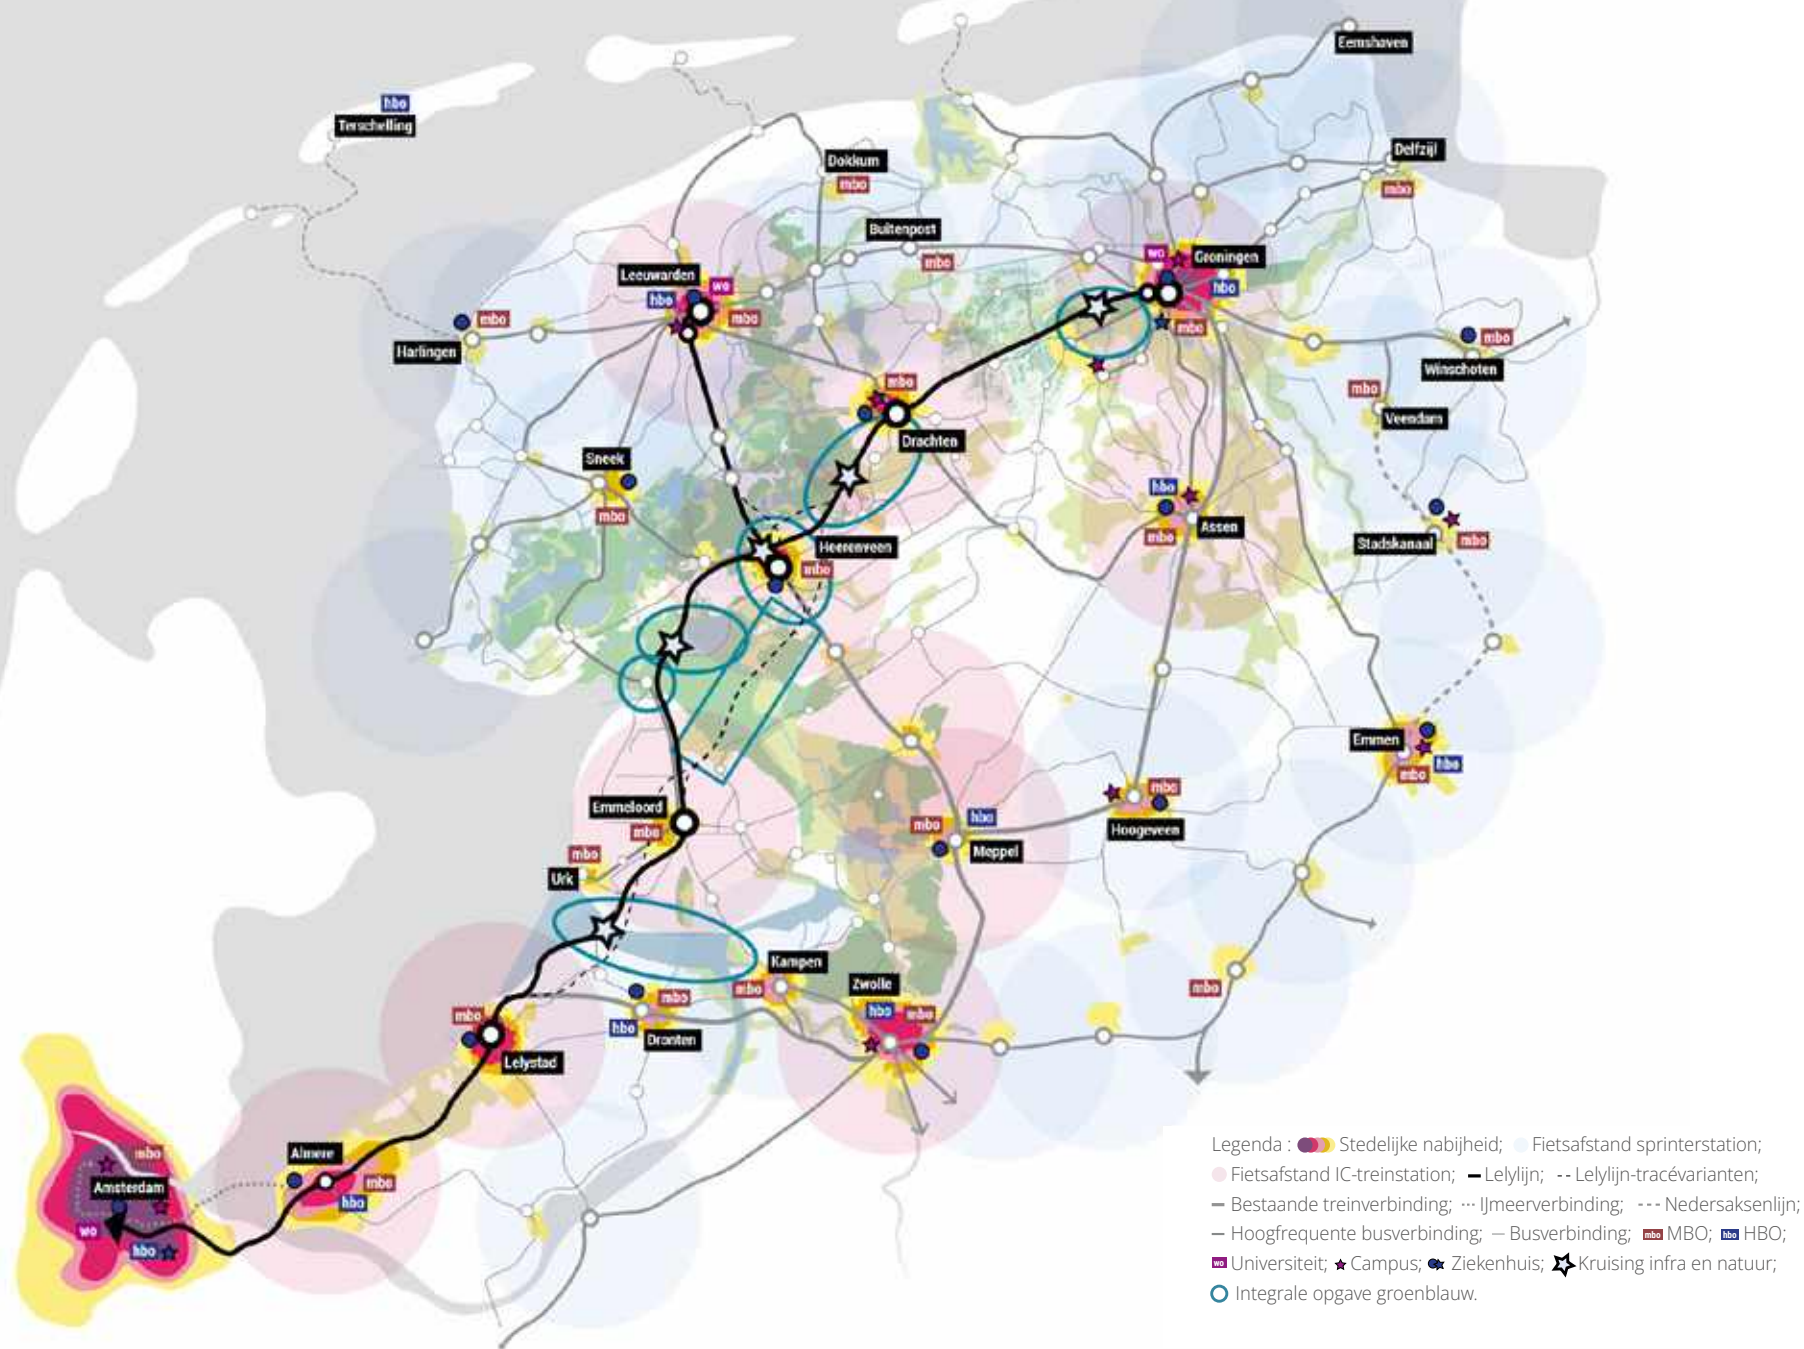 Eemshaven
hbo
Terschelling
Delfzijl
mbo
Dokkum
mbo
Buitenpost
mbo
wo
Groningen
hbo
mbo
Leeuwarden
wo
hbo
mbo
mbo
Harlingen
mbo
Winschoten
mbo
Veendam
mbo
Drachten
Sneek
mbo
hbo
Assen
mbo
Stadskanaal
mbo
Heerenveen
mbo
Emmen
hbo
mbo
mbo
Hoogeveen
Emmeloord
mbo
mbo
hbo
Meppel
mbo
Urk
Kampen
mbo
Zwolle
hbo
mbo
mbo
mbo
hbo
Dronten
mbo
Lelystad
Almere
mbo
hbo
mbo
Amsterdam
wo
hbo
Legenda : Stedelijke nabijheid; Fietsafstand sprinterstation;
Fietsafstand IC-treinstation; Lelylijn; Lelylijn-tracévarianten;
Bestaande treinverbinding; IJmeerverbinding; Nedersaksenlijn;
Hoogfrequente busverbinding; Busverbinding; mbo MBO; hbo HBO;
wo Universiteit; Campus; Ziekenhuis; Kruising infra en natuur;
Integrale opgave groenblauw.